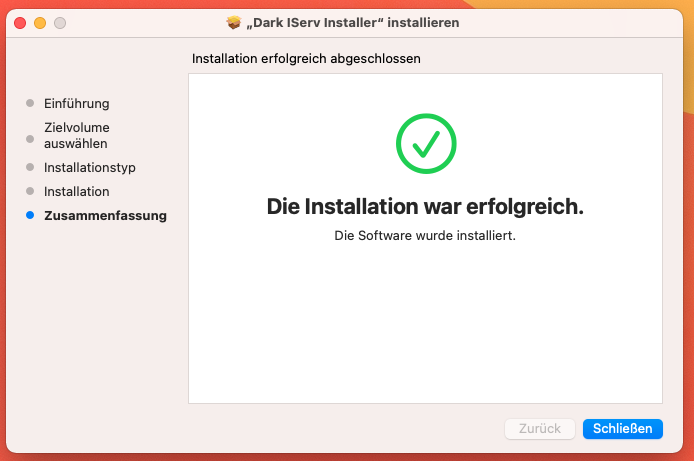 „Dark IServ Installer“ installieren
Installation erfolgreich abgeschlossen
Einführung
Zielvolume
auswählen
Installationstyp
Installation
Zusammenfassung
Die Installation war erfolgreich.
Die Software wurde installiert.
Zurück
Schließen